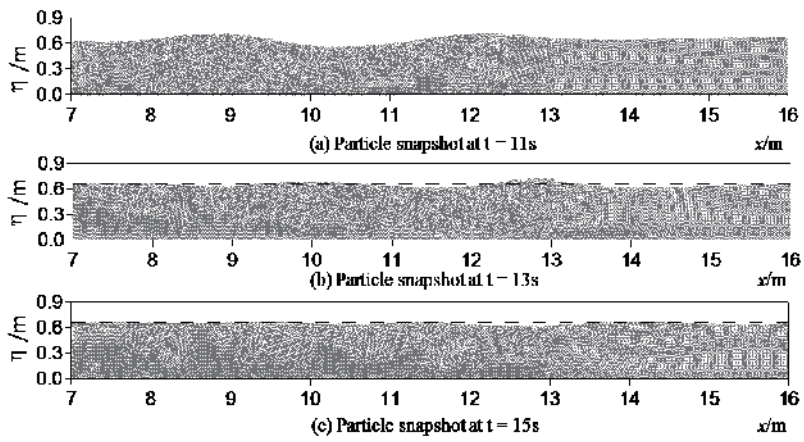 0.9
0.6
0.3
0.0
η /m
7 8 9 10 11 12 13 14 15 16
(a) Particle snapshot at t = 11s x/m
0.9
0.6
0.3
0.0
η /m
7 8 9 10 11 12 13 14 15 16
(b) Particle snapshot at t = 13s x/m
0.9
0.6
0.3
0.0
η /m
7 8 9 10 11 12 13 14 15 16
(c) Particle snapshot at t = 15s x/m